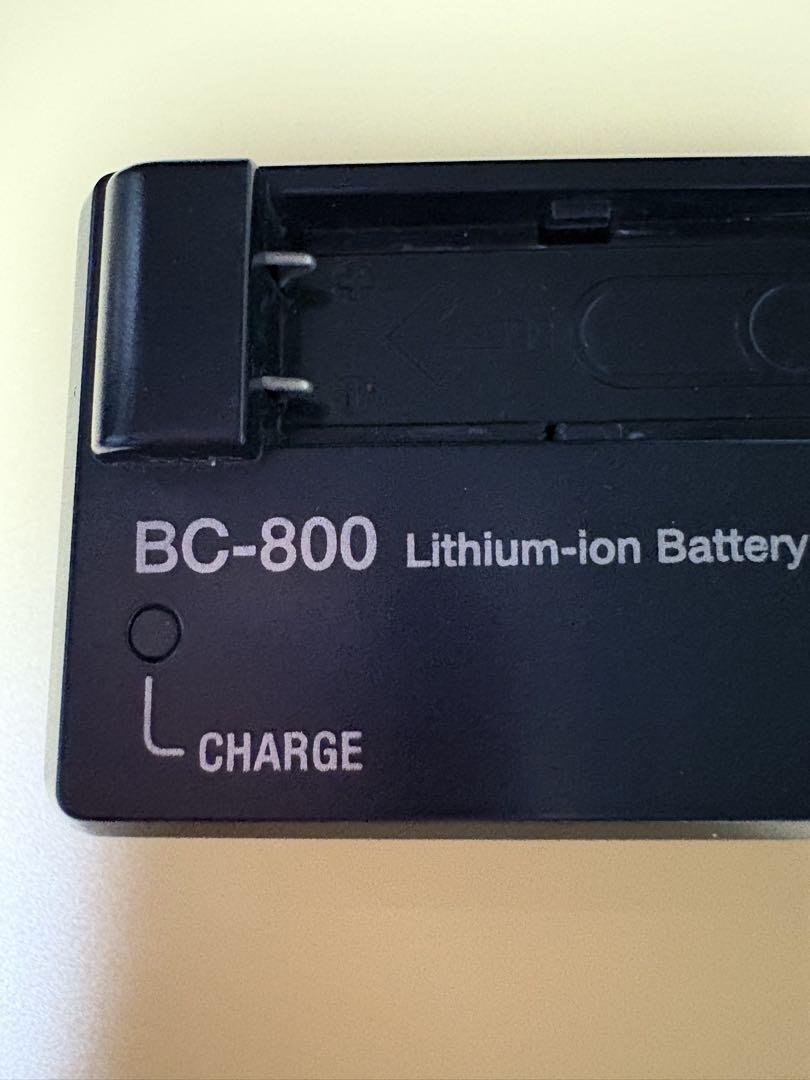 BC-800 Lithium-ion Battery
CHARGE